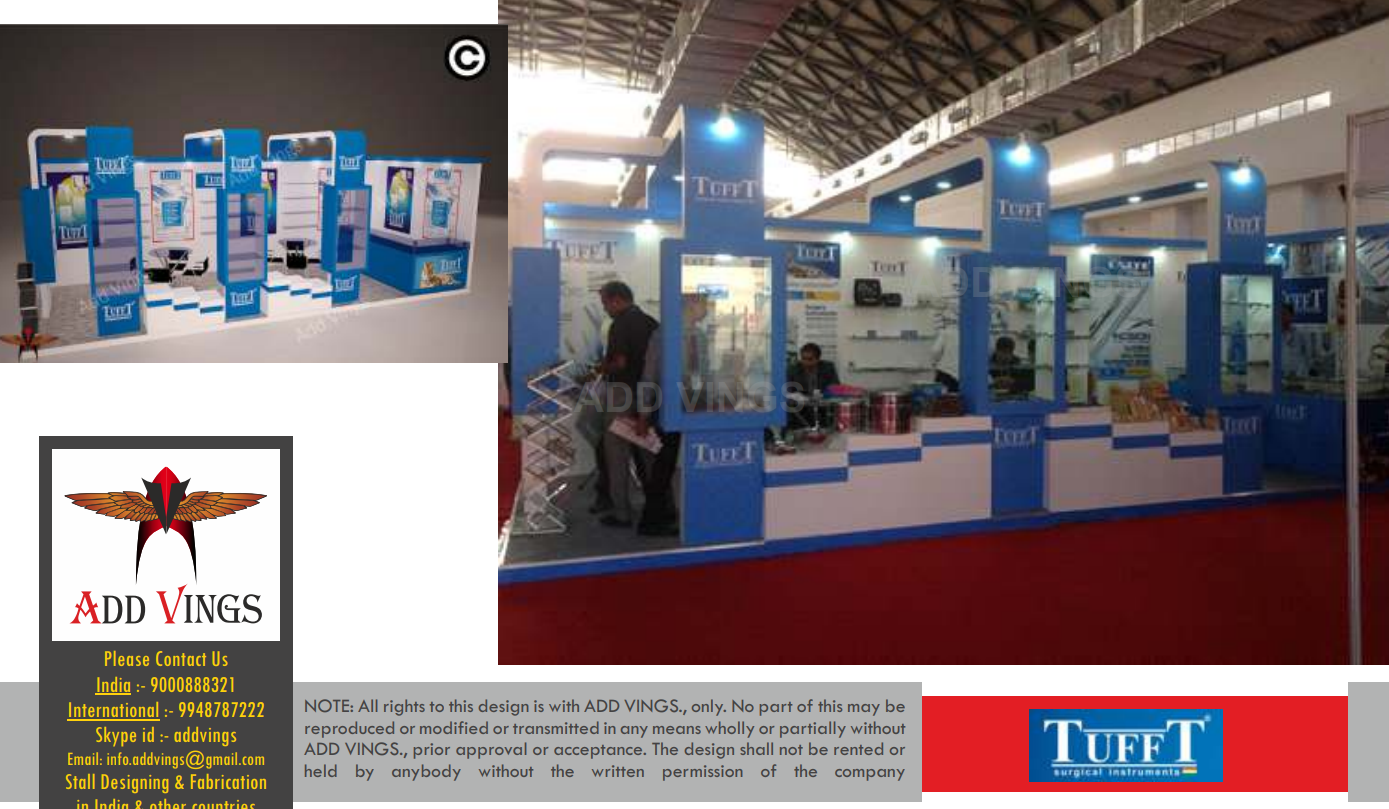 ©
TUFFT
TUFFT
TUFFT
TUFFT
TUFFT
TUFFT
TUFFT
TUFFT
Add Vings
TUFFT
TUFFT
TUFFT
TUFFT
TUFFT
TUFFT
TUFFT
TUFFT
TUFFT
TUFFT
ADD VINGS
ADD VINGS
Please Contact Us
India :- 9000888321
International :- 9948787222
Skype id :- addvings
Email: info.addvings@gmail.com
Stall Designing & Fabrication
in India & other countries
NOTE: All rights to this design is with ADD VINGS., only. No part of this may be
reproduced or modified or transmitted in any means wholly or partially without
ADD VINGS., prior approval or acceptance. The design shall not be rented or
held by anybody without the written permission of the company
TUFFT®
surgical instruments